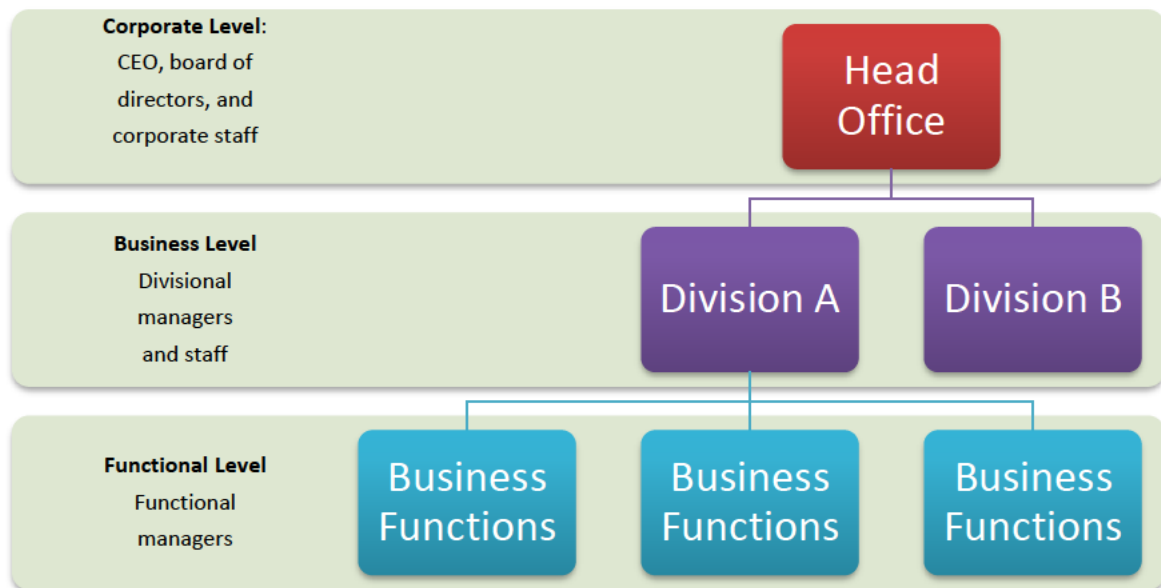 Corporate Level:
CEO, board of
directors, and
corporate staff
Head
Office
Business Level
Divisional
managers
and staff
Division A
Division B
Functional Level
Functional
managers
Business
Functions
Business
Functions
Business
Functions